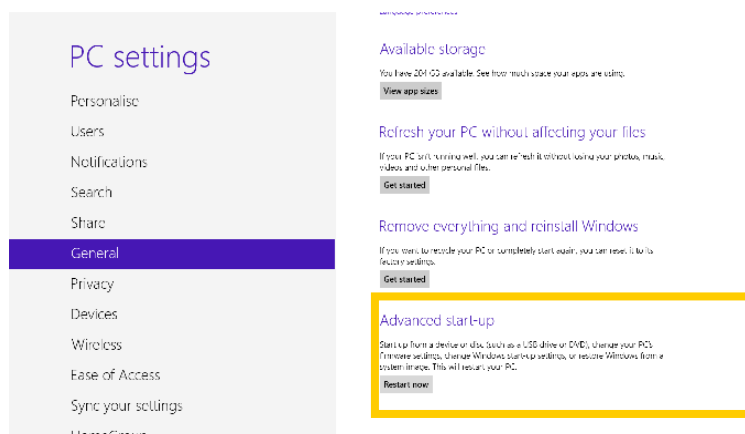 PC settings
Personalise
Users
Notifications
Search
Share
General
Privacy
Devices
Wireless
Ease of Access
Sync your settings
HomeGroup
Language preferences
Available storage
You have 204 GB available. See how much space your apps are using.
View app sizes
Refresh your PC without affecting your files
If your PC isn't running well, you can refresh it without losing your photos, music,
videos and other personal files.
Get started
Remove everything and reinstall Windows
If you want to recycle your PC or completely start again, you can reset it to its
factory settings.
Get started
Advanced start-up
Start up from a device or disc (such as a USB drive or DVD), change your PC's
firmware settings, change Windows start-up settings, or restore Windows from a
system image. This will restart your PC.
Restart now